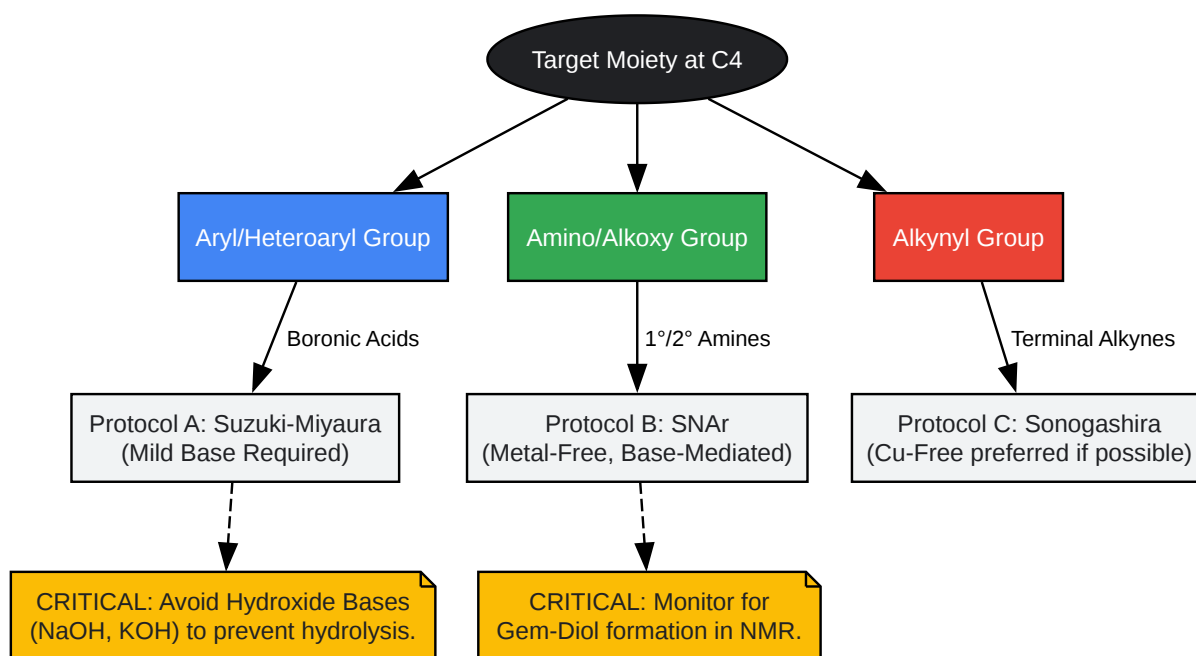 Target Moiety at C4
Aryl/Heteroaryl Group
Amino/Alkoxy Group
Alkynyl Group
Boronic Acids
1°/2° Amines
Terminal Alkynes
Protocol A: Suzuki-Miyaura
(Mild Base Required)
Protocol B: SNAr
(Metal-Free, Base-Mediated)
Protocol C: Sonogashira
(Cu-Free preferred if possible)
CRITICAL: Avoid Hydroxide Bases
(NaOH, KOH) to prevent hydrolysis.
CRITICAL: Monitor for
Gem-Diol formation in NMR.